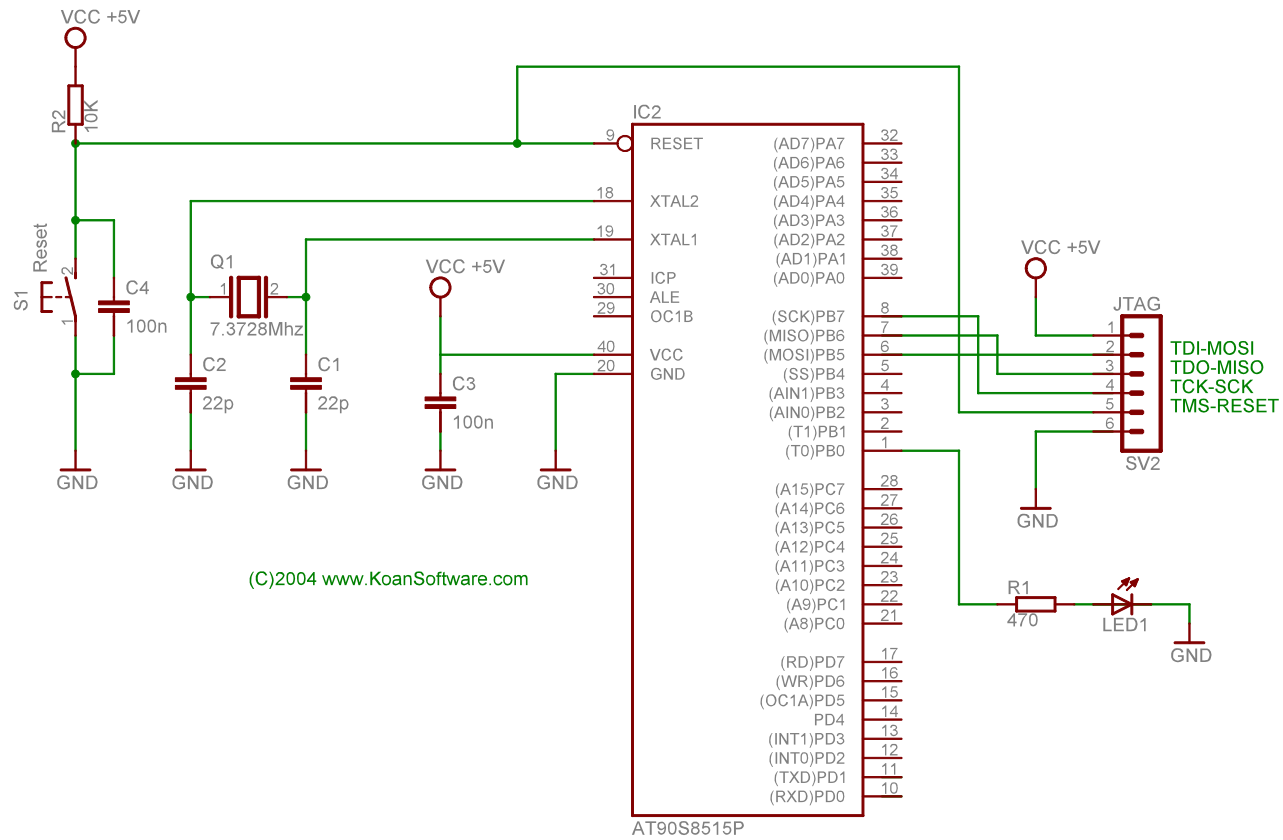 VCC +5V
R2
10K
Reset
S1
2
1
C4
100n
GND
Q1
1
2
7.3728Mhz
C2
22p
GND
C1
22p
GND
VCC +5V
C3
100n
GND
GND
(C)2004 www.KoanSoftware.com
IC2
9 RESET
18 XTAL2
19 XTAL1
31 ICP
30 ALE
29 OC1B
40 VCC
20 GND
(AD7)PA7 32
(AD6)PA6 33
(AD5)PA5 34
(AD4)PA4 35
(AD3)PA3 36
(AD2)PA2 37
(AD1)PA1 38
(AD0)PA0 39
(SCK)PB7 8
(MISO)PB6 7
(MOSI)PB5 6
(SS)PB4 5
(AIN1)PB3 4
(AIN0)PB2 3
(T1)PB1 2
(T0)PB0 1
(A15)PC7 28
(A14)PC6 27
(A13)PC5 26
(A12)PC4 25
(A11)PC3 24
(A10)PC2 23
(A9)PC1 22
(A8)PC0 21
(RD)PD7 17
(WR)PD6 16
(OC1A)PD5 15
PD4 14
(INT1)PD3 13
(INT0)PD2 12
(TXD)PD1 11
(RXD)PD0 10
AT90S8515P
VCC +5V
JTAG
1
2 TDI-MOSI
3 TDO-MISO
4 TCK-SCK
5 TMS-RESET
6
SV2
GND
R1
470
LED1
GND